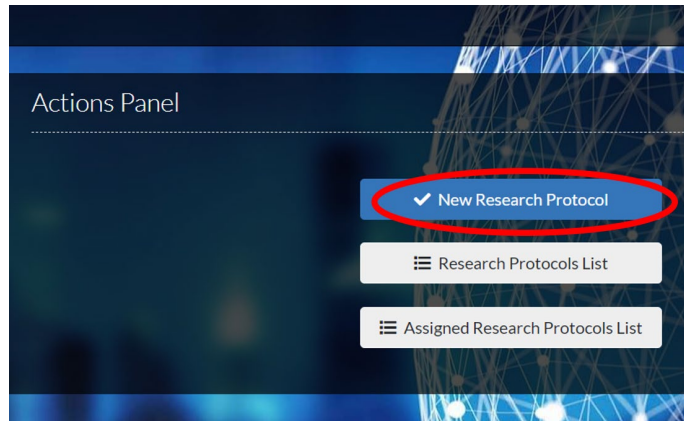 Actions Panel
New Research Protocol
Research Protocols List
Assigned Research Protocols List